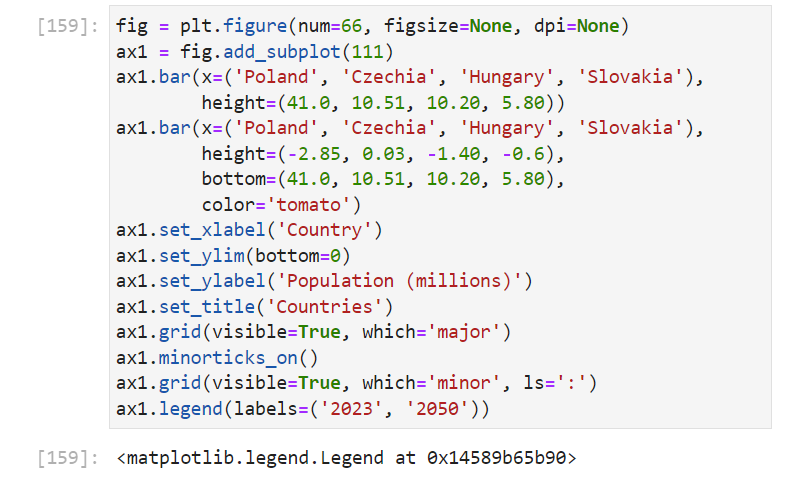 [159]: fig = plt.figure(num=66, figsize=None, dpi=None)
ax1 = fig.add_subplot(111)
ax1.bar(x=('Poland', 'Czechia', 'Hungary', 'Slovakia'),
        height=(41.0, 10.51, 10.20, 5.80))
ax1.bar(x=('Poland', 'Czechia', 'Hungary', 'Slovakia'),
        height=(-2.85, 0.03, -1.40, -0.6),
        bottom=(41.0, 10.51, 10.20, 5.80),
        color='tomato')
ax1.set_xlabel('Country')
ax1.set_ylim(bottom=0)
ax1.set_ylabel('Population (millions)')
ax1.set_title('Countries')
ax1.grid(visible=True, which='major')
ax1.minorticks_on()
ax1.grid(visible=True, which='minor', ls=':')
ax1.legend(labels=('2023', '2050'))
[159]: <matplotlib.legend.Legend at 0x14589b65b90>